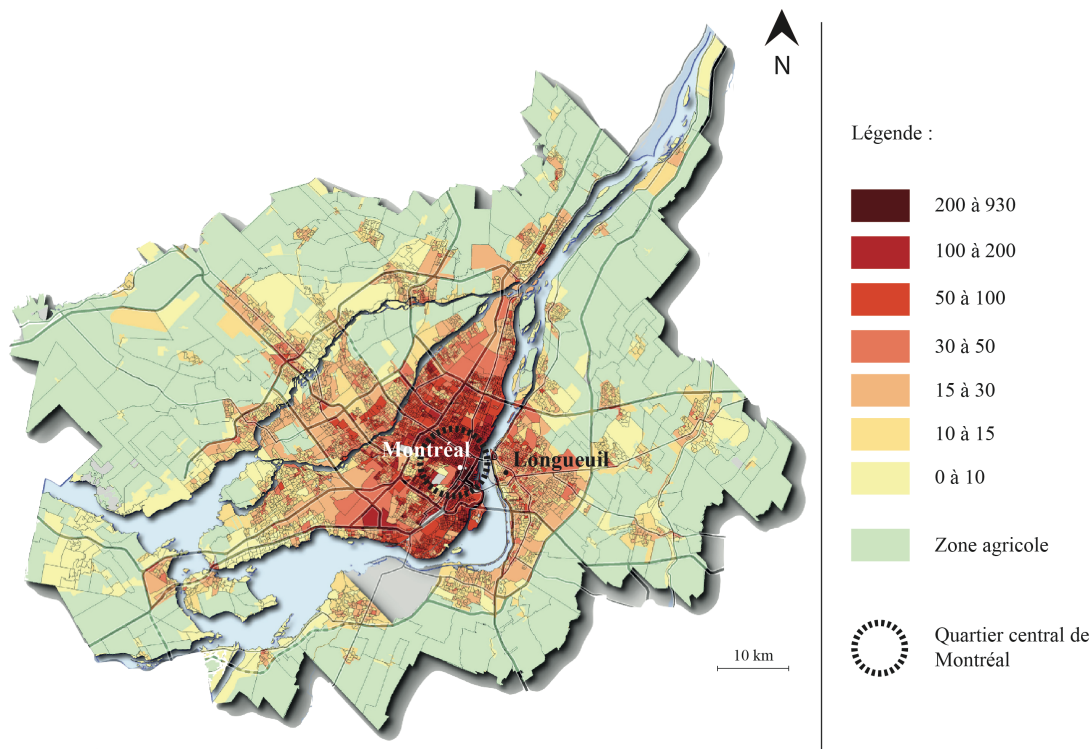 N
Légende :
200 à 930
100 à 200
50 à 100
30 à 50
15 à 30
10 à 15
0 à 10
Zone agricole
Quartier central de
Montréal
Montréal
Longueuil
10 km